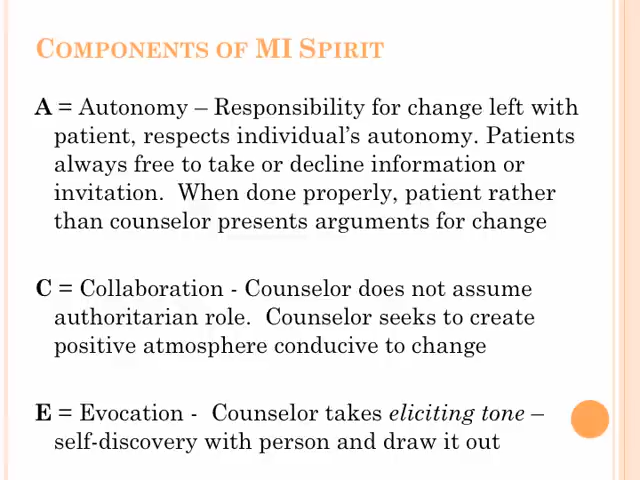 COMPONENTS OF MI SPIRIT
A = Autonomy – Responsibility for change left with
patient, respects individual’s autonomy. Patients
always free to take or decline information or
invitation.  When done properly, patient rather
than counselor presents arguments for change
C = Collaboration - Counselor does not assume
authoritarian role.  Counselor seeks to create
positive atmosphere conducive to change
E = Evocation -  Counselor takes eliciting tone –
self-discovery with person and draw it out